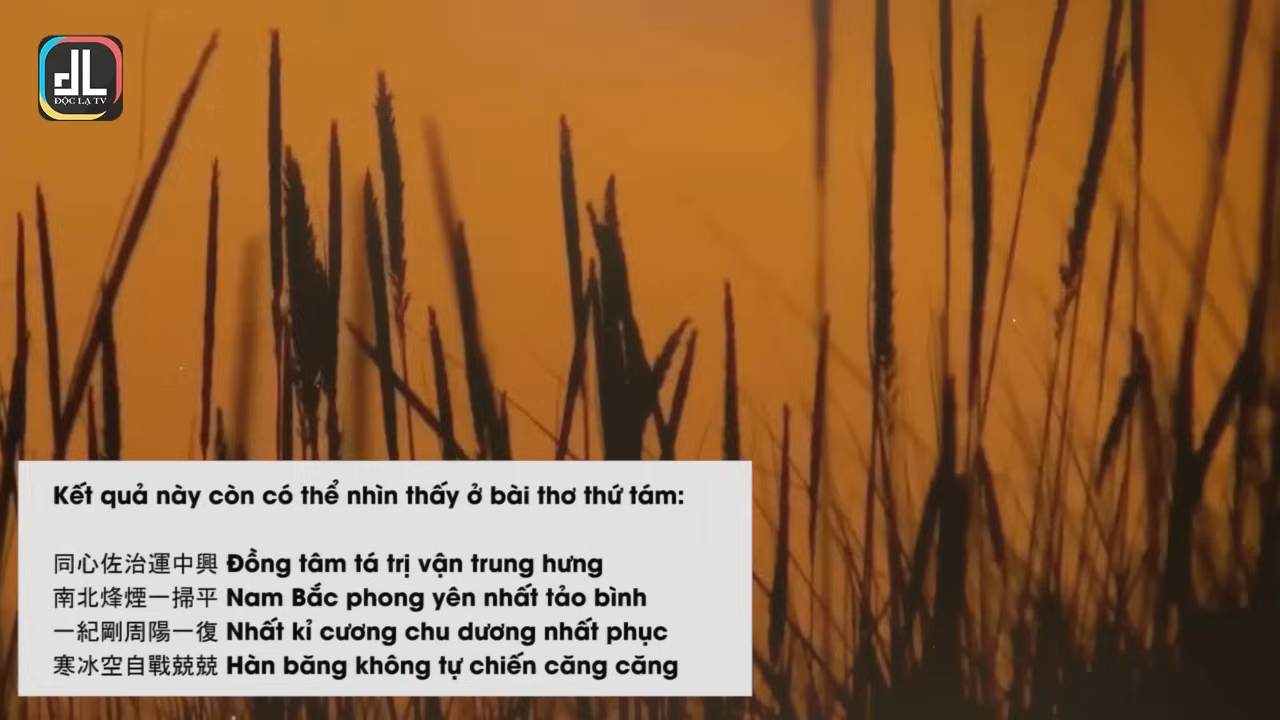 ĐỘC LẠ TV
Kết quả này còn có thể nhìn thấy ở bài thơ thứ tám:
同心佐治運中興 Đồng tâm tá trị vận trung hưng
南北烽煙一掃平 Nam Bắc phong yên nhất tảo bình
一紀剛周陽一復 Nhất kỉ cương chu dương nhất phục
寒冰空自戰兢兢 Hàn băng không tự chiến căng căng